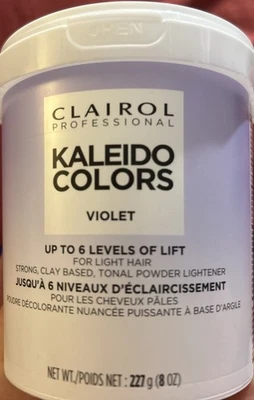 OPEN
CLAIROL
PROFESSIONAL
KALEIDO
COLORS
VIOLET
UP TO 6 LEVELS OF LIFT
FOR LIGHT HAIR
STRONG, CLAY BASED, TONAL POWDER LIGHTENER
JUSQU'À 6 NIVEAUX D'ÉCLAIRCISSEMENT
POUR LES CHEVEUX PÂLES
POUDRE DÉCOLORANTE NUANCÉE PUISSANTE À BASE D'ARGILE
NET WT./POIDS NET : 227 g (8 OZ)